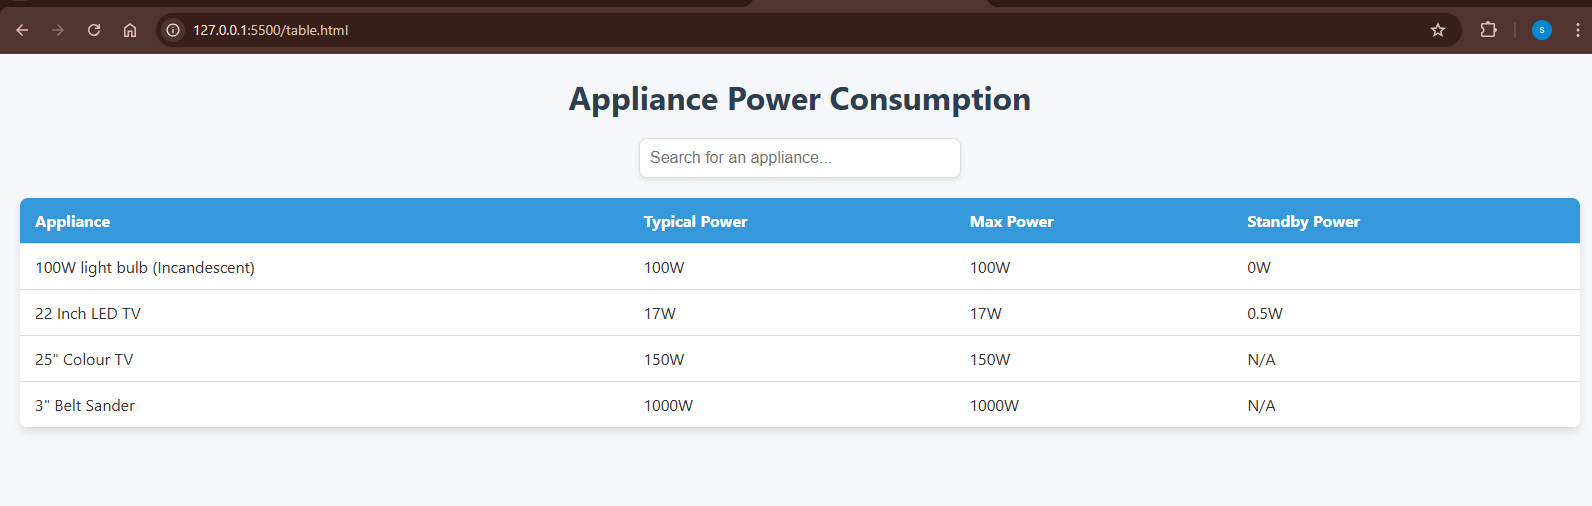 127.0.0.1:5500/table.html
s
Appliance Power Consumption
Search for an appliance...
Appliance Typical Power Max Power Standby Power
100W light bulb (Incandescent) 100W 100W 0W
22 Inch LED TV 17W 17W 0.5W
25" Colour TV 150W 150W N/A
3" Belt Sander 1000W 1000W N/A